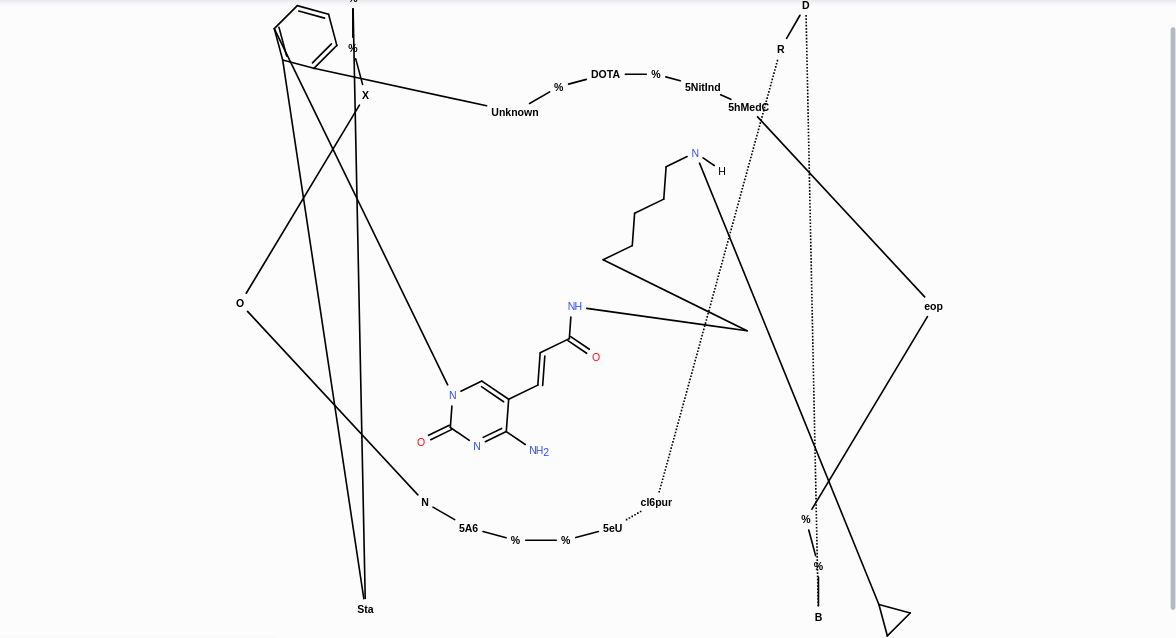 %
D
%
R
DOTA
%
%
5NitInd
X
5hMedC
Unknown
N
H
O
NH
eop
O
N
O
N
NH2
N
cl6pur
%
5A6
5eU
%
%
%
Sta
B